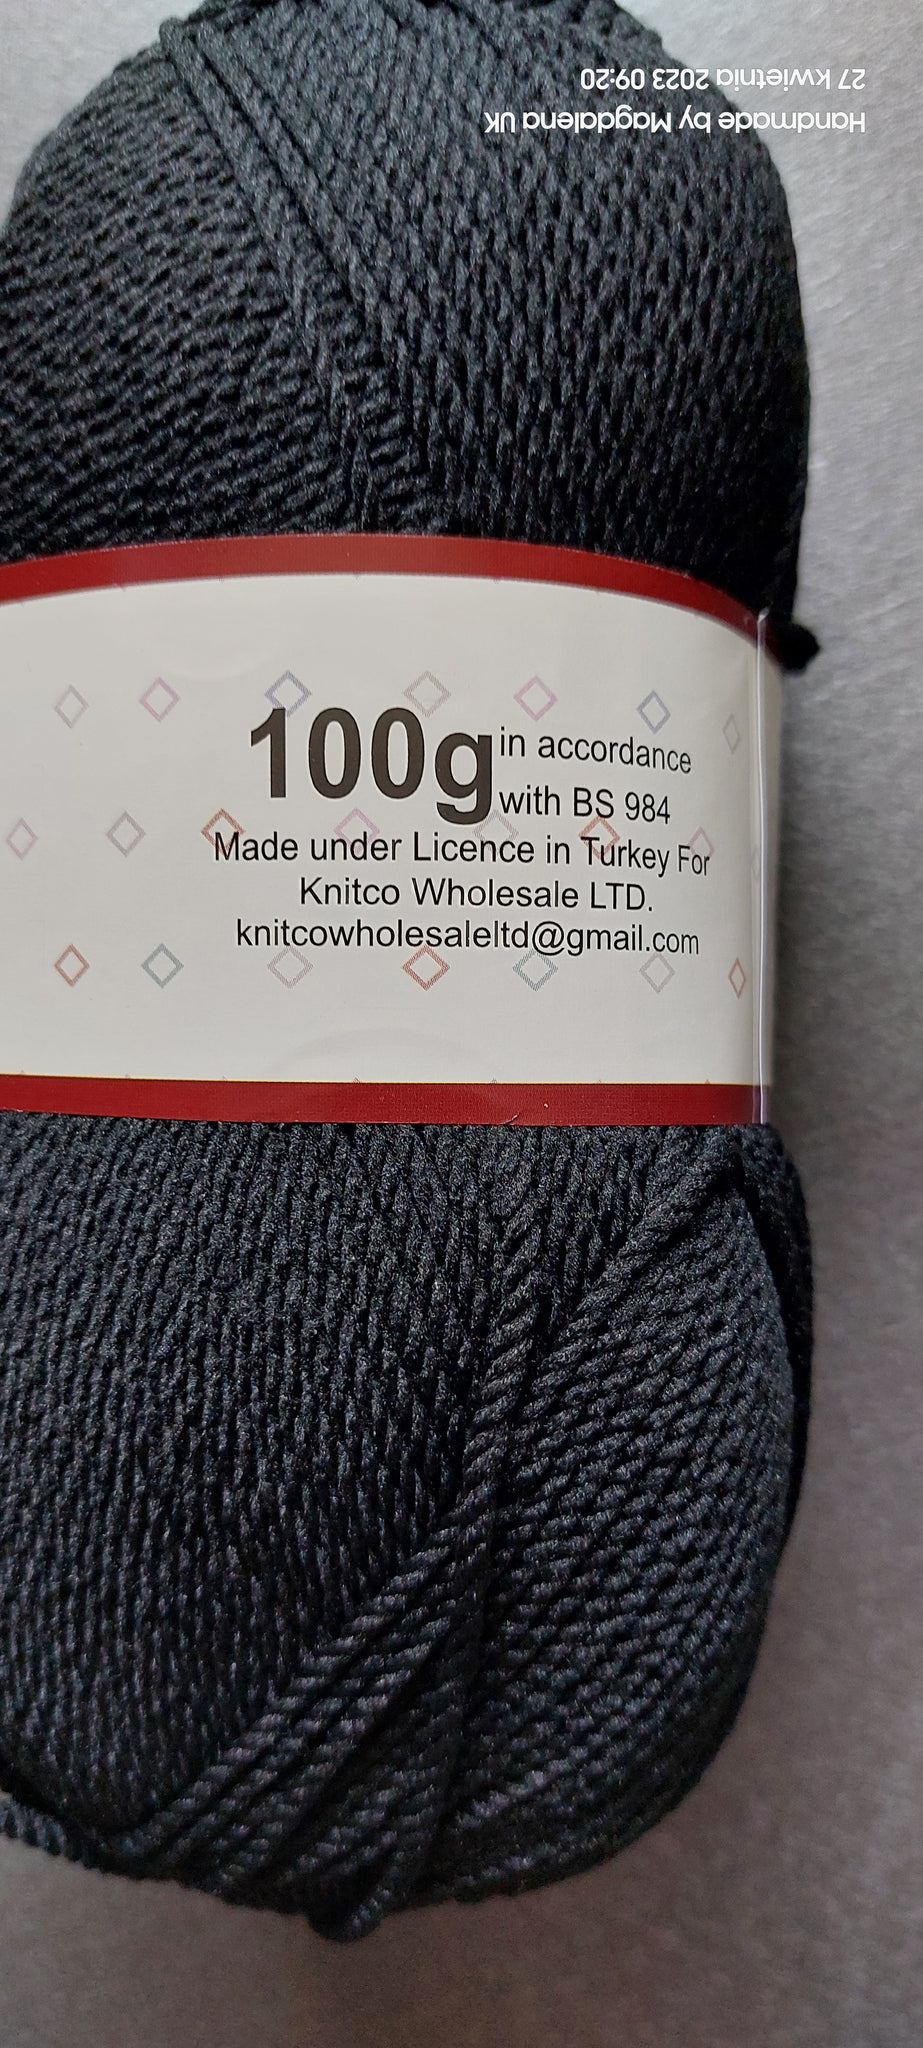 Handmade by Magdalena UK
27 kwietnia 2023 09:20
100g in accordance
with BS 984
Made under Licence in Turkey For
Knitco Wholesale LTD.
knitcowholesaleltd@gmail.com